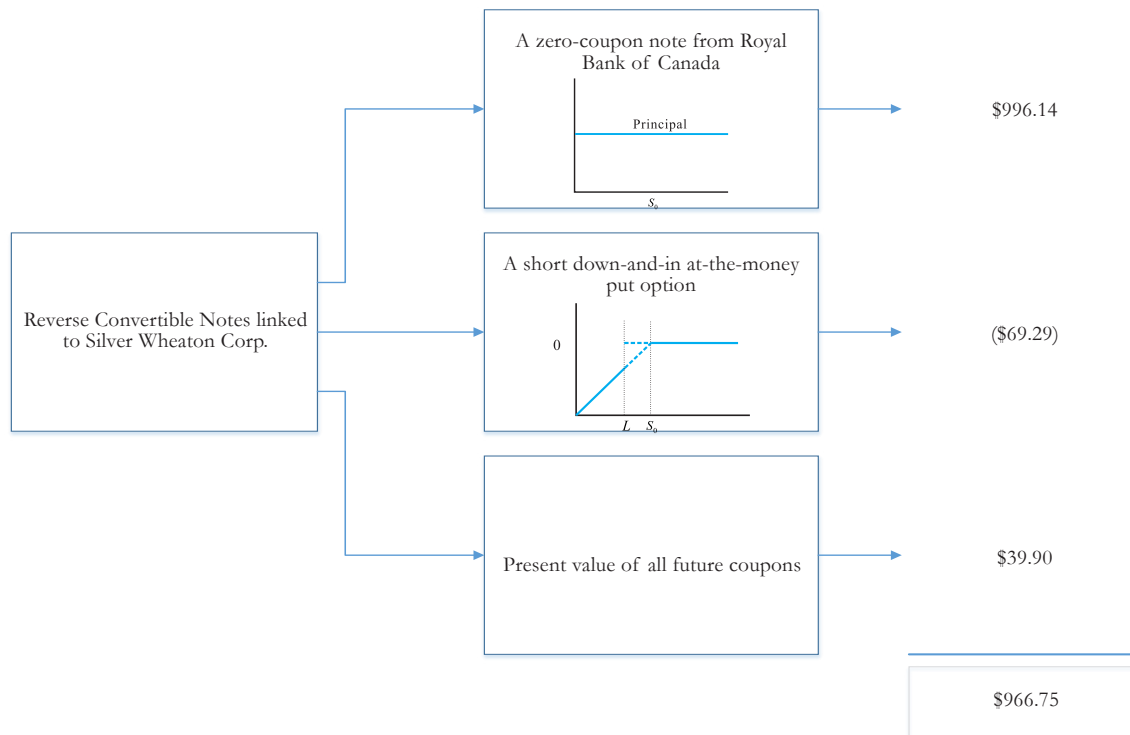 A zero-coupon note from Royal
Bank of Canada
Principal
S₀
$996.14
Reverse Convertible Notes linked
to Silver Wheaton Corp.
A short down-and-in at-the-money
put option
0
L S₀
($69.29)
Present value of all future coupons
$39.90
$966.75